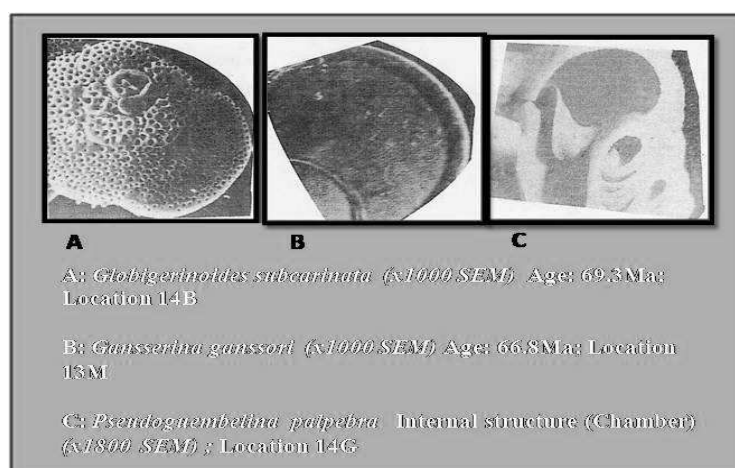 A B C
A: Globigerinoides subcarinata (x1000 SEM) Age: 69.3Ma;
Location 14B
B: Gansserina ganssori (x1000 SEM) Age: 66.8Ma; Location
13M
C: Pseudoguembelina palpebra Internal structure (Chamber)
(x1800 SEM) ; Location 14G